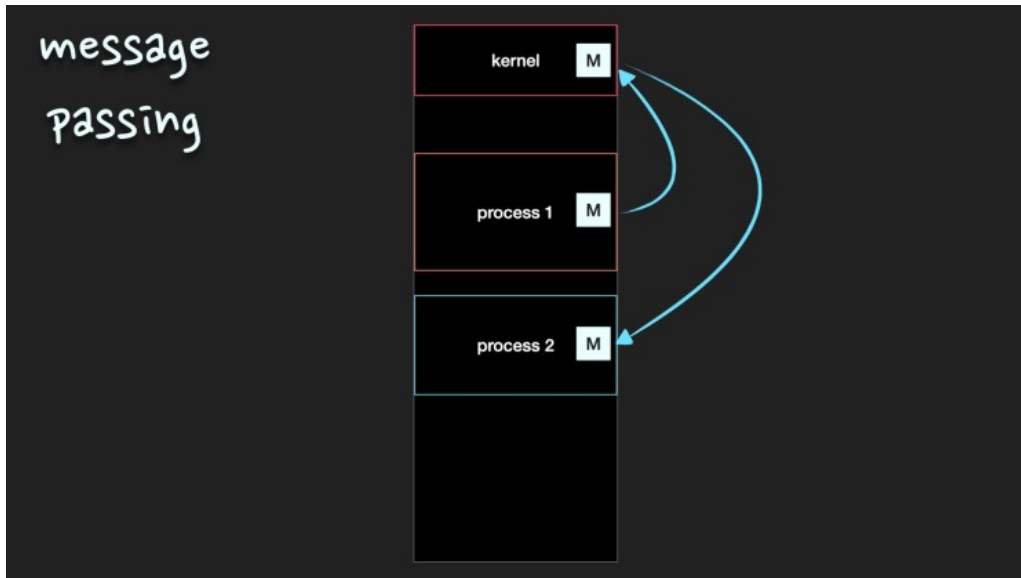 message
passing
kernel M
process 1 M
process 2 M